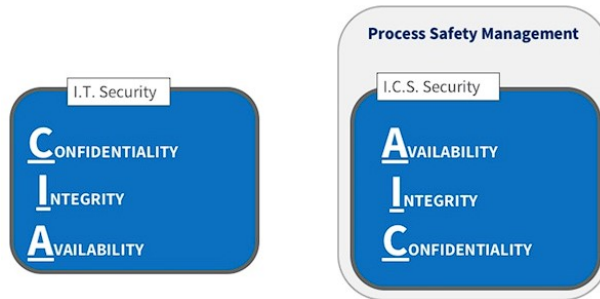 I.T. Security
CONFIDENTIALITY
INTEGRITY
AVAILABILITY
Process Safety Management
I.C.S. Security
AVAILABILITY
INTEGRITY
CONFIDENTIALITY